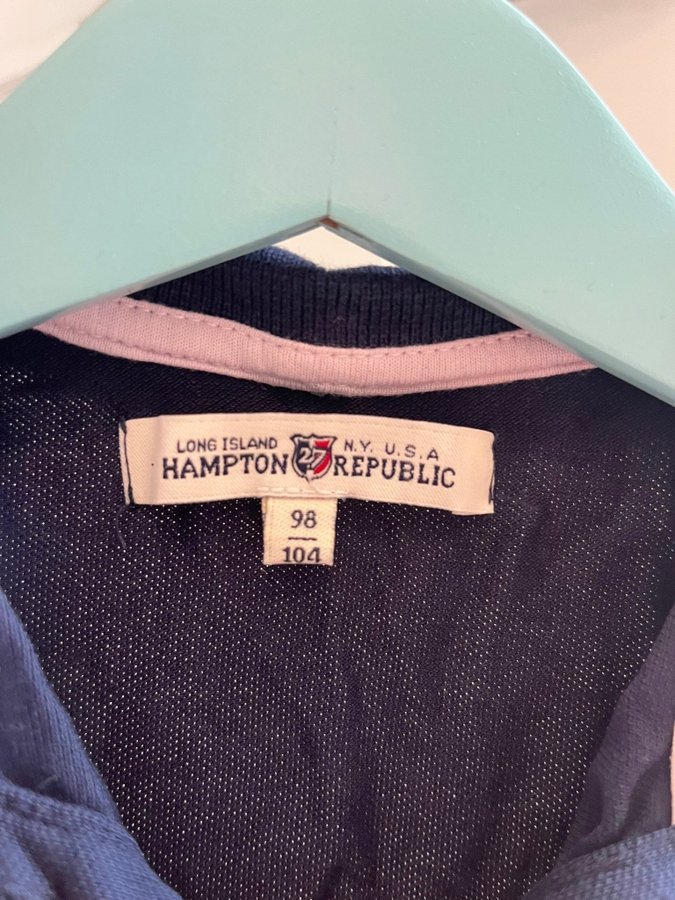 LONG ISLAND 27 N.Y. U.S.A
HAMPTON REPUBLIC
98
104